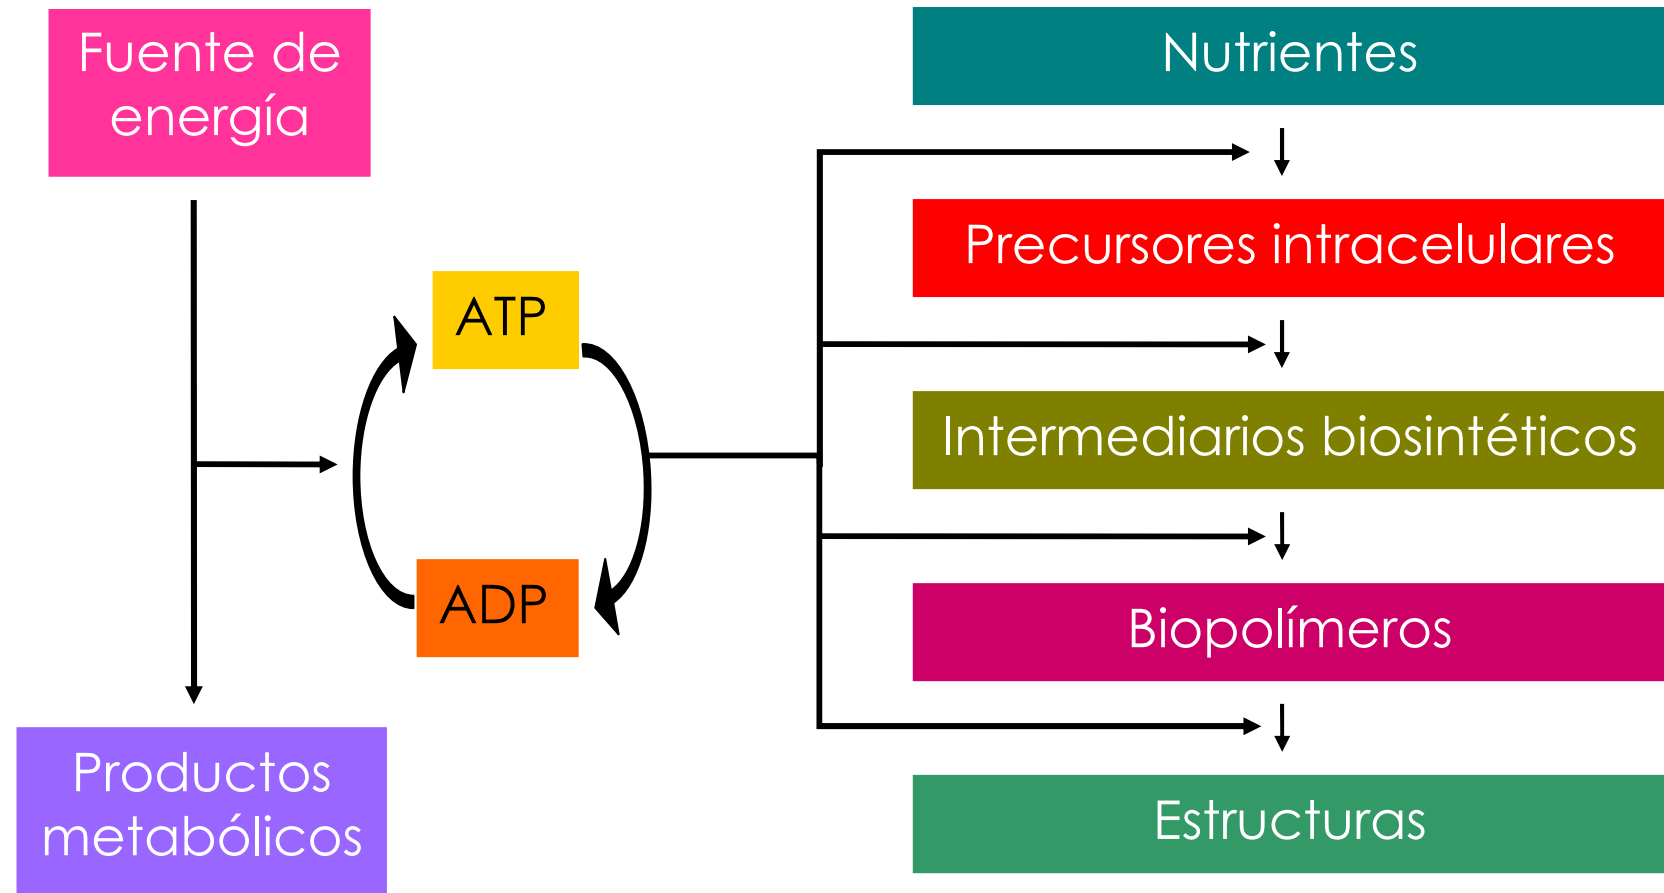 Fuente de
energía
Nutrientes
Precursores intracelulares
ATP
Intermediarios biosintéticos
ADP
Biopolímeros
Productos
metabólicos
Estructuras